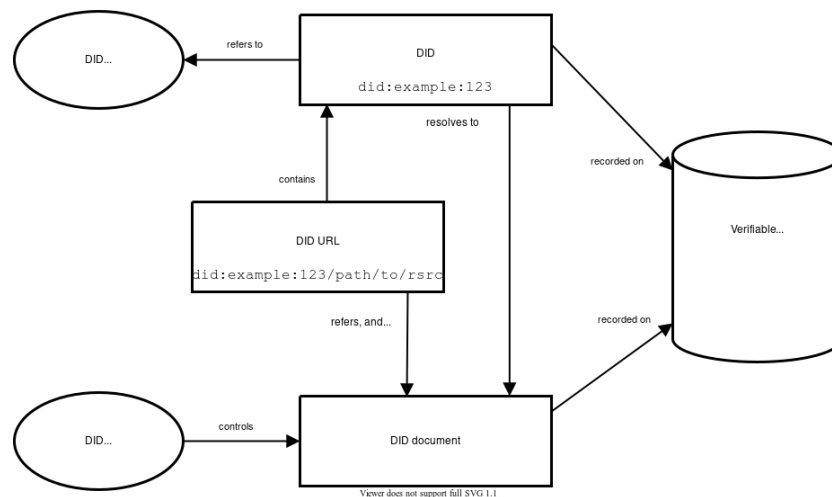 refers to
DID
DID...
did:example:123
resolves to
recorded on
contains
Verifiable...
DID URL
did:example:123/path/to/rsrc
refers, and...
recorded on
controls
DID...
DID document
Viewer does not support full SVG 1.1